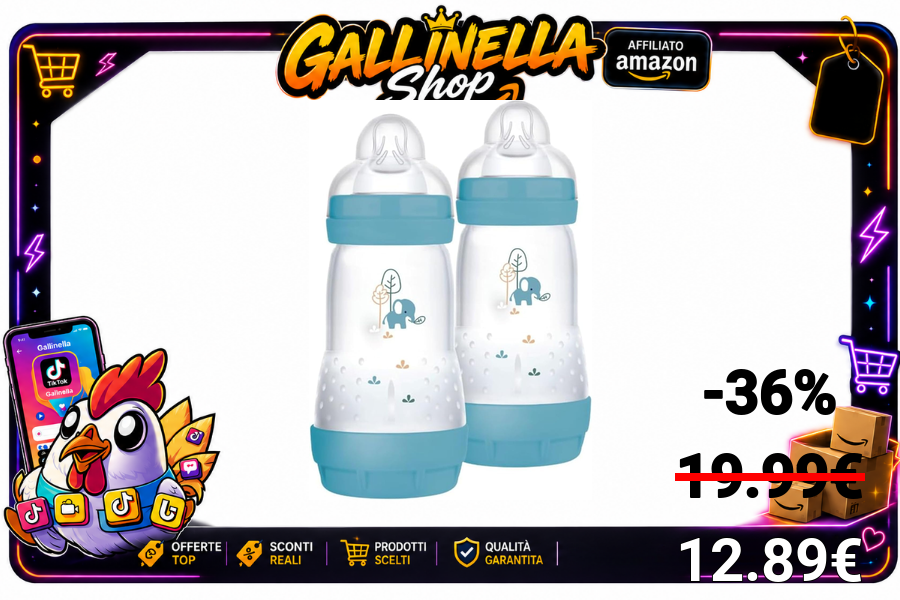 GALLINELLA
Shop
AFFILIATO
amazon
Gallinella
TikTok
Gallinella
-36%
19.99€
12.89€
OFFERTE
TOP
SCONTI
REALI
PRODOTTI
SCELTI
QUALITÀ
GARANTITA